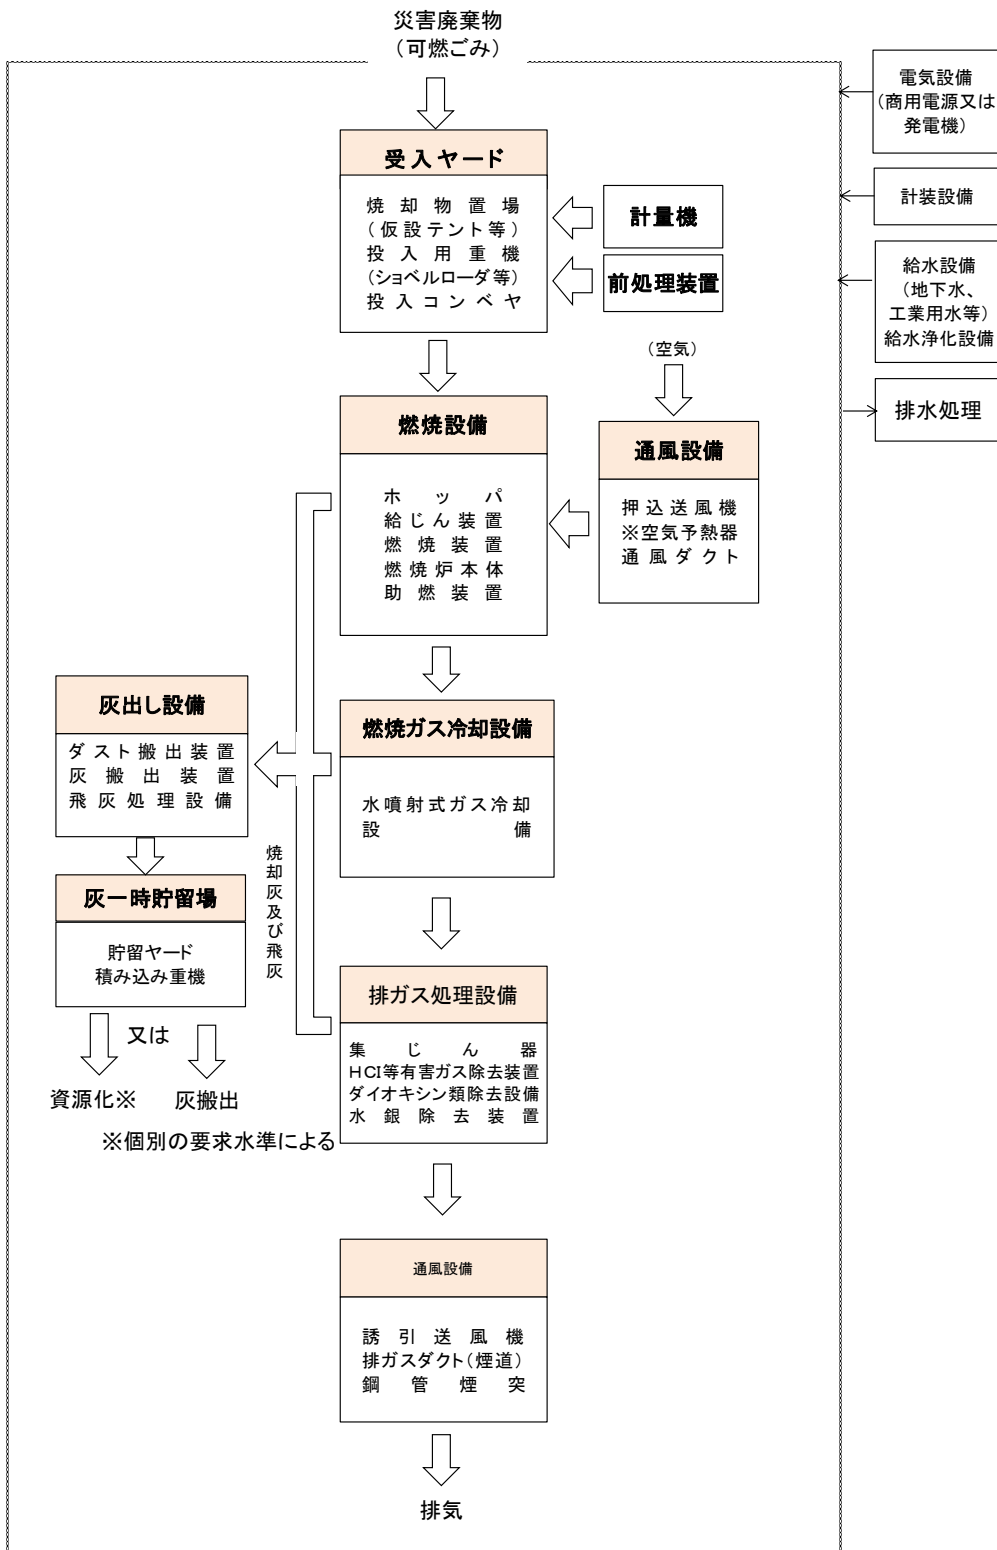 災害廃棄物
（可燃ごみ）
受入ヤード
焼却物置場
（仮設テント等）
投入用重機
（ショベルローダ等）
投入コンベヤ
計量機
前処理装置
（空気）
燃焼設備
ホッパ
給じん装置
燃焼装置
燃焼炉本体
助燃装置
通風設備
押込送風機
※空気予熱器
通風ダクト
灰出し設備
ダスト搬出装置
灰搬出装置
飛灰処理設備
燃焼ガス冷却設備
水噴射式ガス冷却
設備
焼却灰及び飛灰
灰一時貯留場
貯留ヤード
積み込み重機
又は
資源化※
灰搬出
※個別の要求水準による
排ガス処理設備
集じん器
HCl等有害ガス除去装置
ダイオキシン類除去設備
水銀除去装置
通風設備
誘引送風機
排ガスダクト（煙道）
鋼管煙突
排気
電気設備
（商用電源又は
発電機）
計装設備
給水設備
（地下水、
工業用水等）
給水浄化設備
排水処理